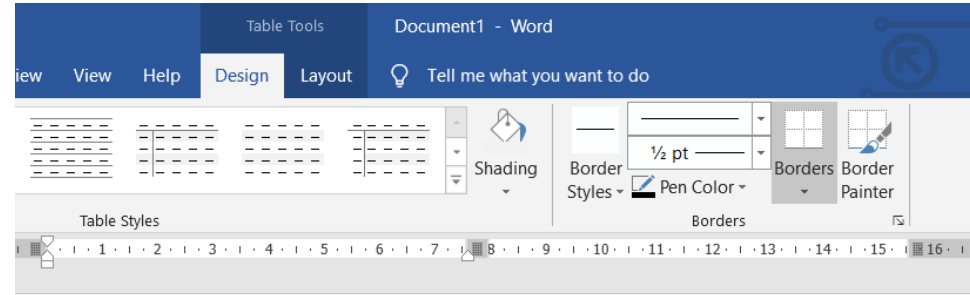 Table Tools
Document1 - Word
iew View Help Design Layout Tell me what you want to do
½ pt
Shading
Border Styles
Pen Color
Borders
Border Painter
Table Styles
Borders
1 2 3 4 5 6 7 8 9 10 11 12 13 14 15 16